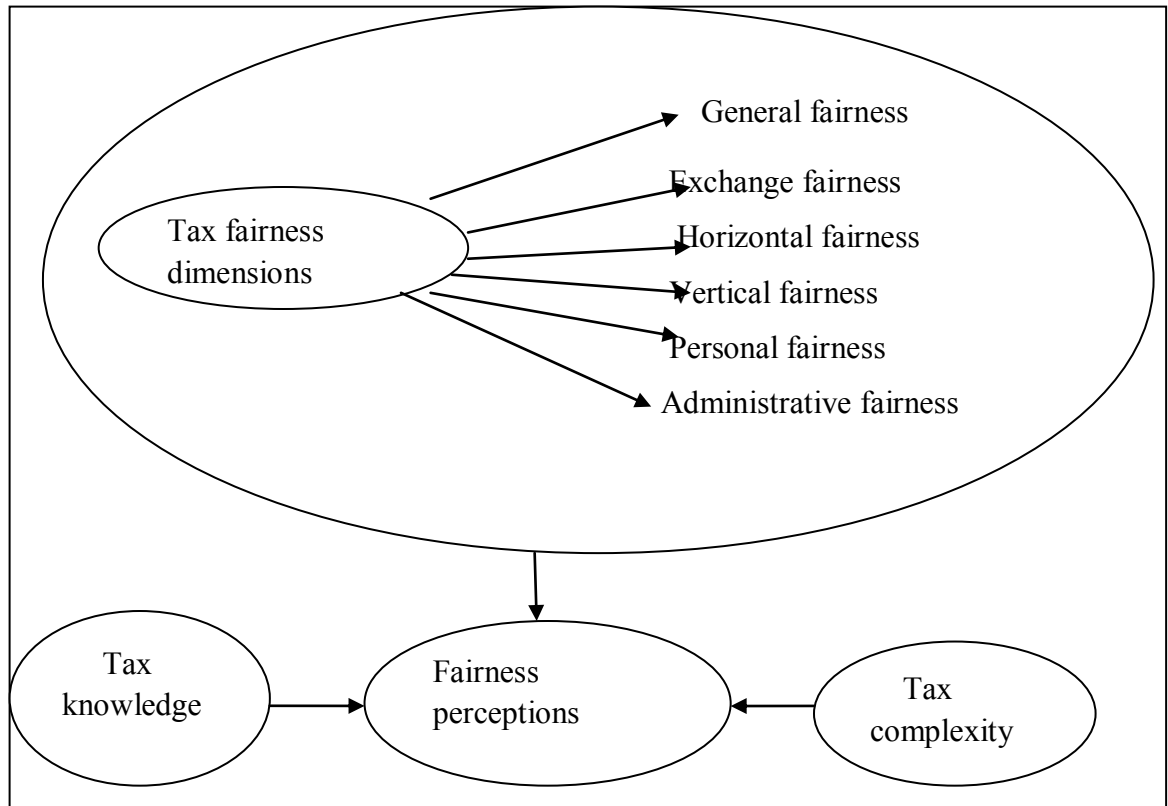 General fairness
Exchange fairness
Tax fairness
dimensions
Horizontal fairness
Vertical fairness
Personal fairness
Administrative fairness
Tax
knowledge
Fairness
perceptions
Tax
complexity